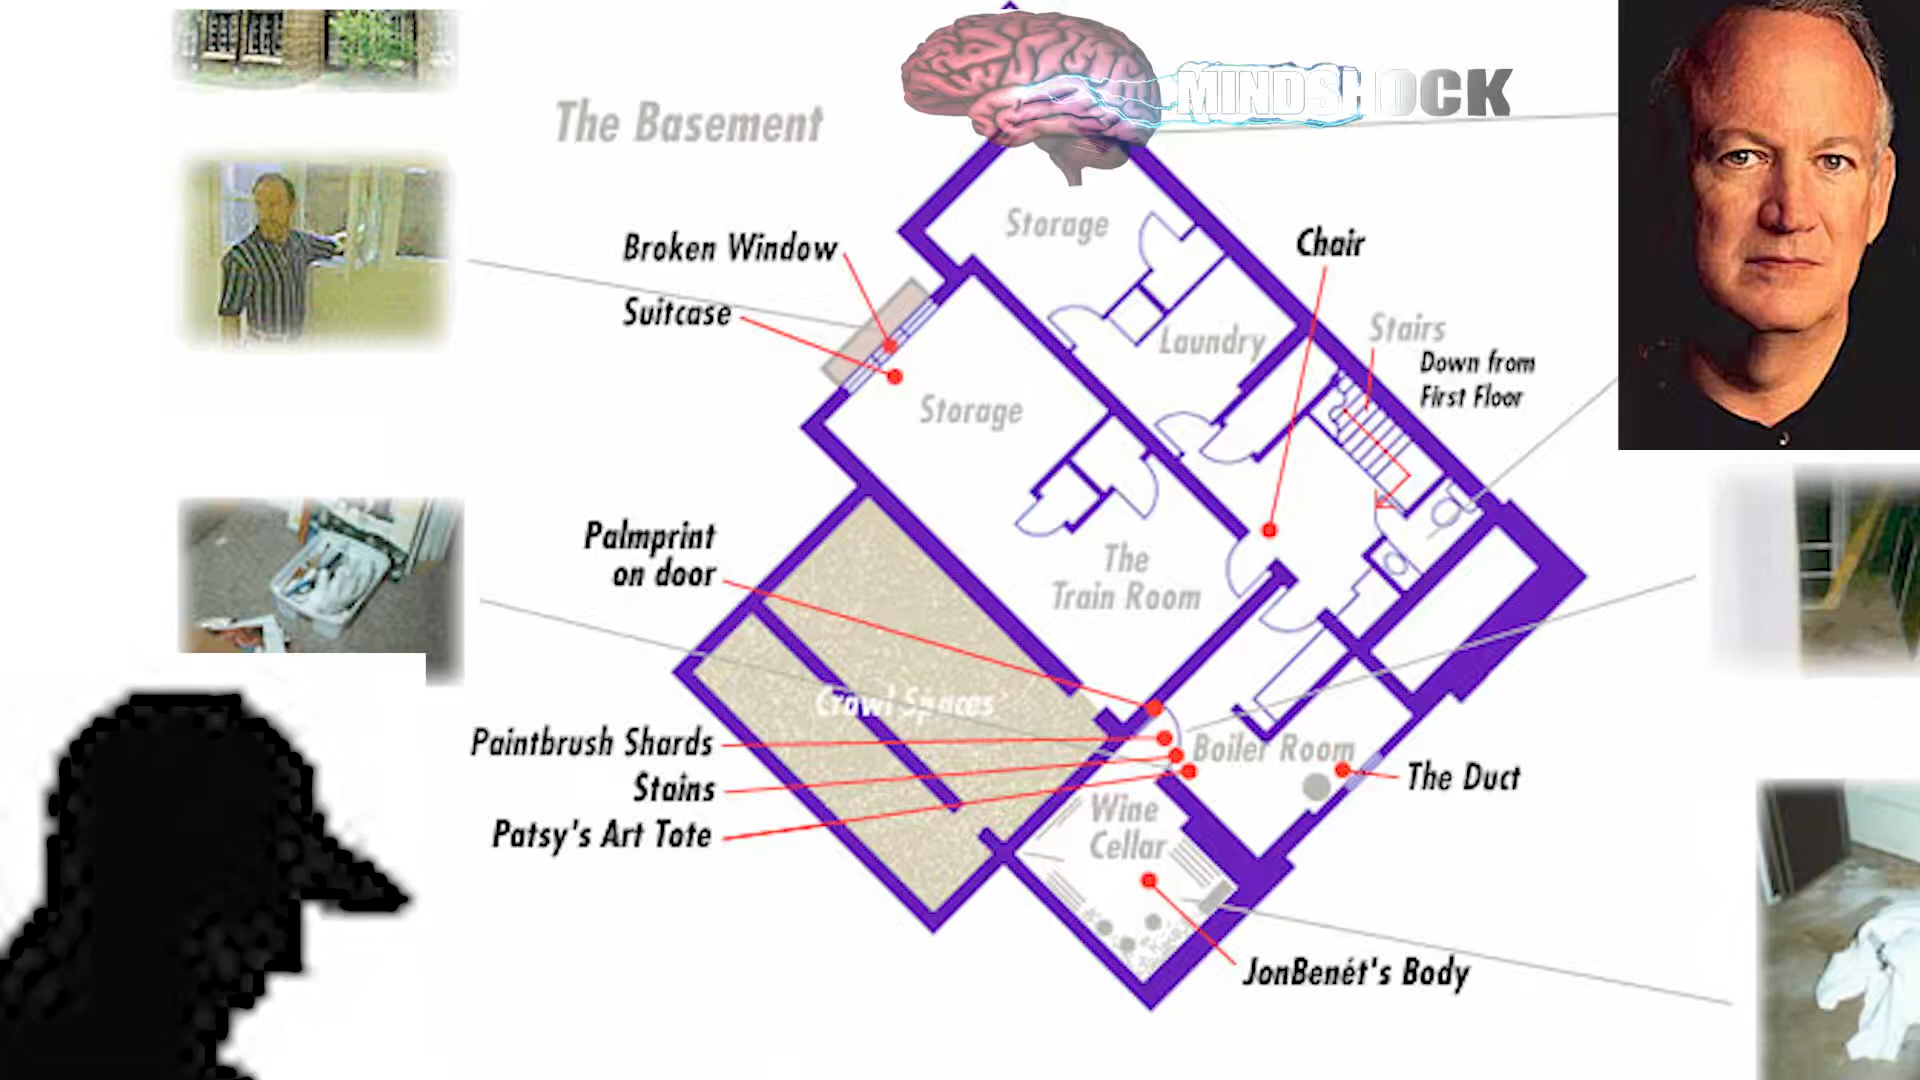 MINDSHOCK
The Basement
Storage
Broken Window
Chair
Suitcase
Stairs
Laundry
Down from
First Floor
Storage
Palmprint
on door
The
Train Room
Crawl Spaces
Paintbrush Shards
Boiler Room
Stains
The Duct
Patsy's Art Tote
Wine
Cellar
JonBenét's Body